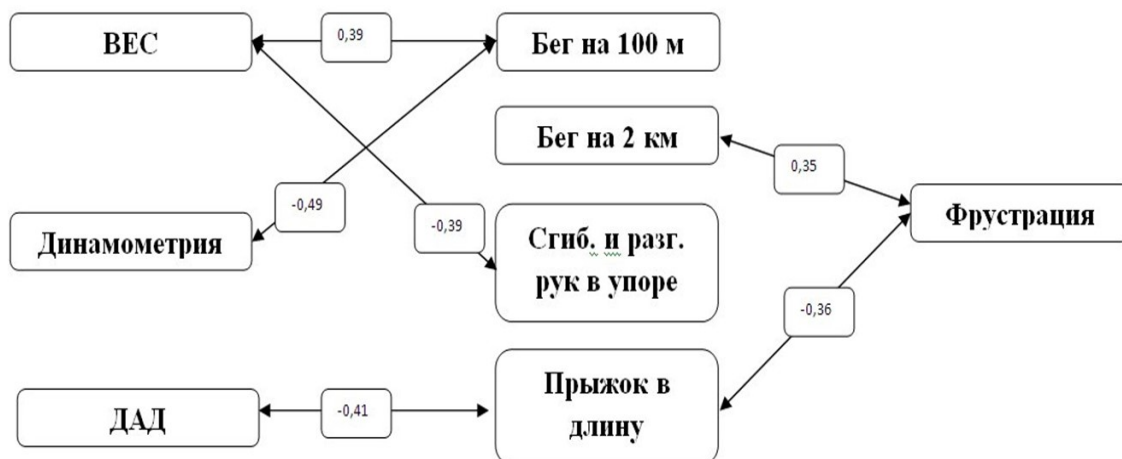 ВЕС
0,39
Бег на 100 м
Бег на 2 км
0,35
Фрустрация
Динамометрия
-0,49
-0,39
Сгиб. и разг.
рук в упоре
-0,36
ДАД
-0,41
Прыжок в
длину